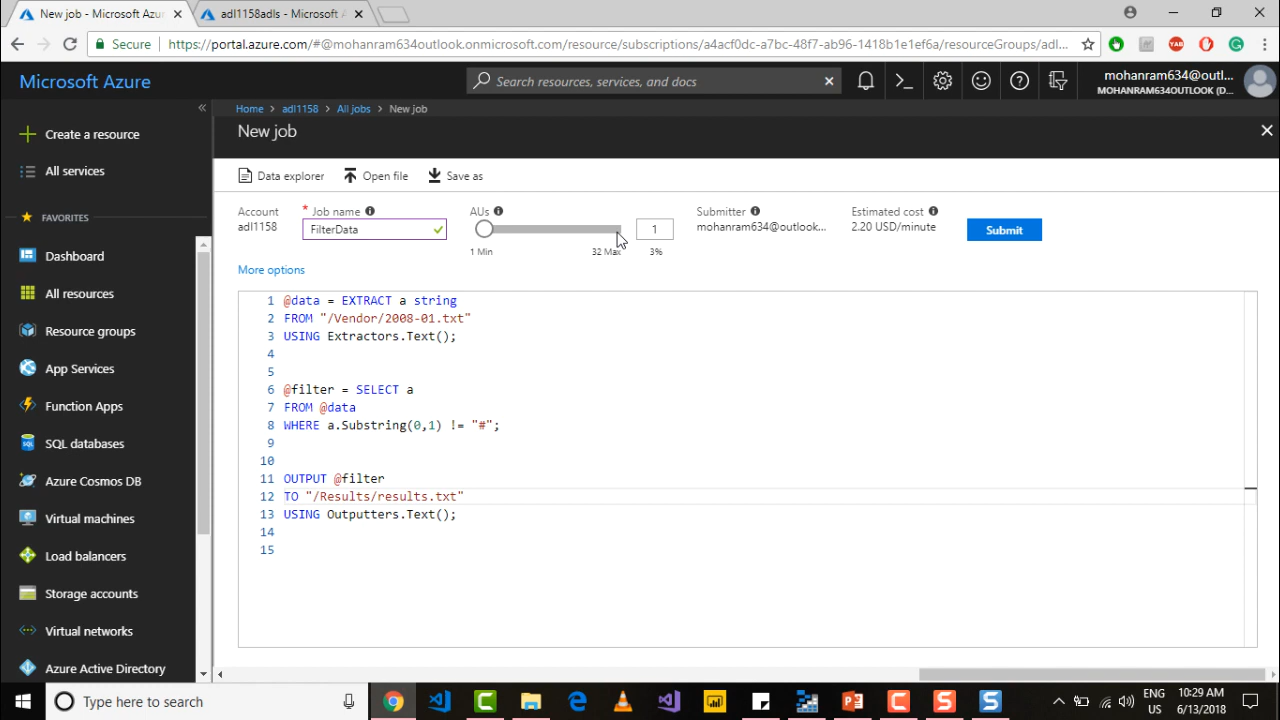 New job - Microsoft Azur
adl1158adls - Microsoft A
Secure
https://portal.azure.com/#@mohanram634outlook.onmicrosoft.com/resource/subscriptions/a4acf0dc-a7bc-48f7-ab96-1418b1e1ef6a/resourceGroups/adl...
Microsoft Azure
Search resources, services, and docs
mohanram634@outl...
MOHANRAM634OUTLOOK (D...
Home > adl1158 > All jobs > New job
New job
Create a resource
All services
FAVORITES
Dashboard
All resources
Resource groups
App Services
Function Apps
SQL databases
Azure Cosmos DB
Virtual machines
Load balancers
Storage accounts
Virtual networks
Azure Active Directory
Data explorer
Open file
Save as
Account
adl1158
* Job name
FilterData
AUs
1 Min
32 Max
1
3%
Submitter
mohanram634@outlook...
Estimated cost
2.20 USD/minute
Submit
More options
1 @data = EXTRACT a string
2 FROM "/Vendor/2008-01.txt"
3 USING Extractors.Text();
4
5
6 @filter = SELECT a
7 FROM @data
8 WHERE a.Substring(0,1) != "#";
9
10
11 OUTPUT @filter
12 TO "/Results/results.txt"
13 USING Outputters.Text();
14
15
Type here to search
ENG
US
10:29 AM
6/13/2018